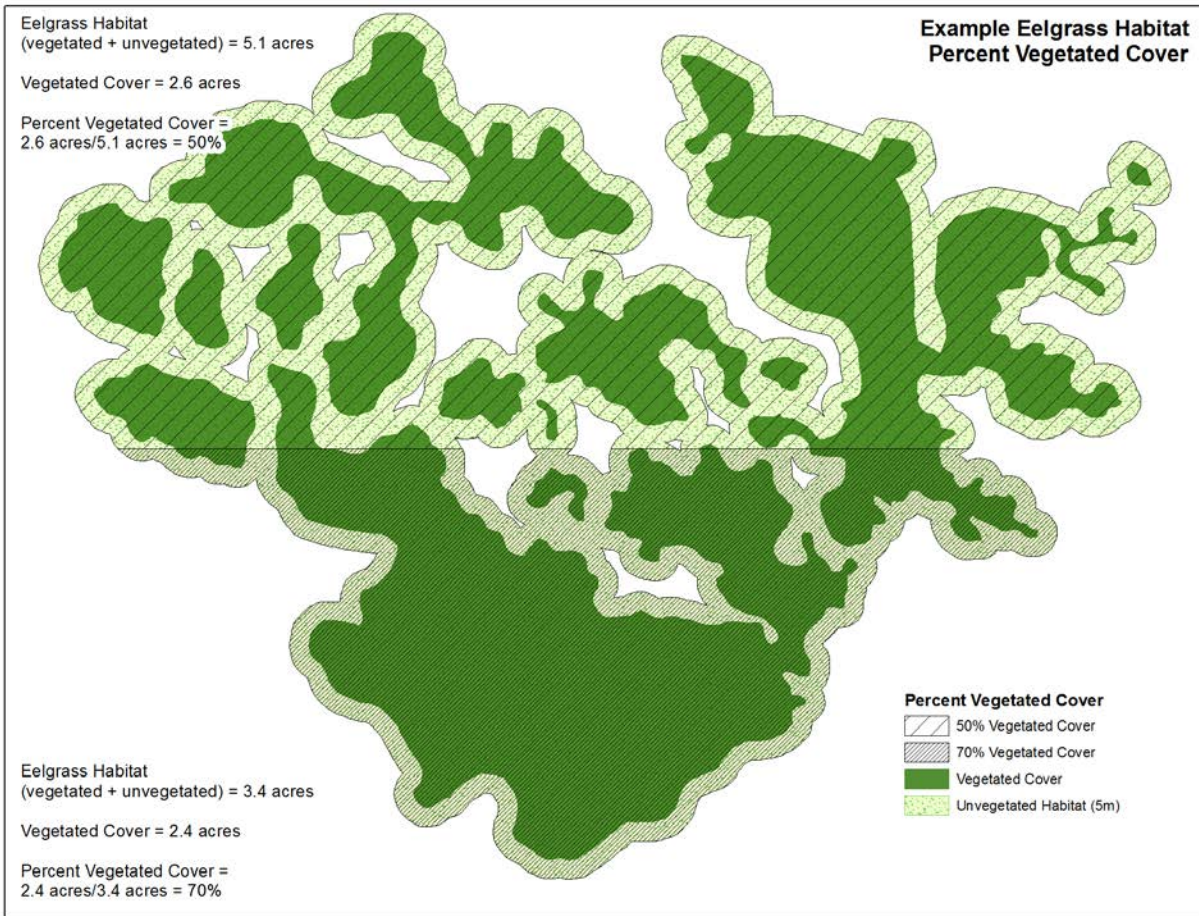 Eelgrass Habitat
(vegetated + unvegetated) = 5.1 acres
Vegetated Cover = 2.6 acres
Percent Vegetated Cover =
2.6 acres/5.1 acres = 50%
Example Eelgrass Habitat
Percent Vegetated Cover
Percent Vegetated Cover
50% Vegetated Cover
70% Vegetated Cover
Vegetated Cover
Unvegetated Habitat (5m)
Eelgrass Habitat
(vegetated + unvegetated) = 3.4 acres
Vegetated Cover = 2.4 acres
Percent Vegetated Cover =
2.4 acres/3.4 acres = 70%